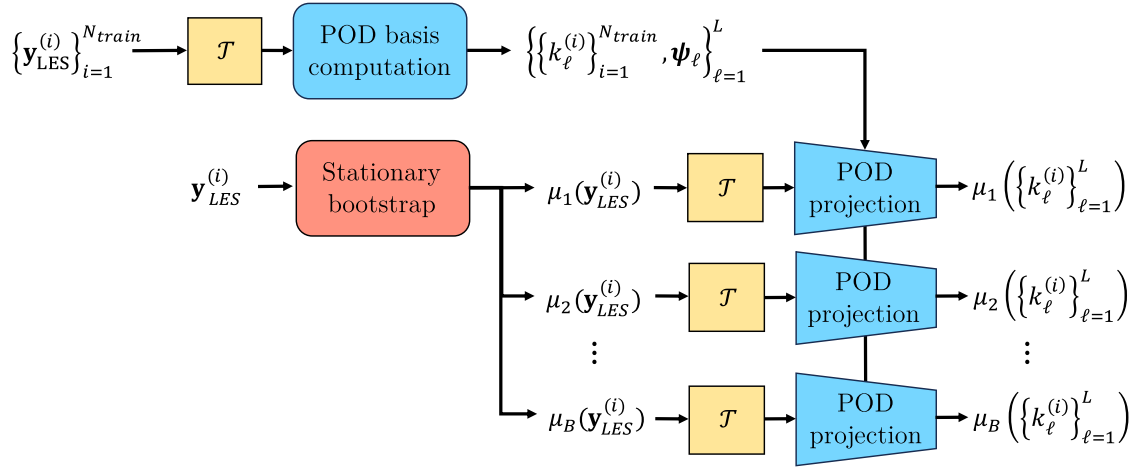 {𝐲_LES^(i)}_{i=1}^{N_train} 𝒯 POD basis computation {{k_ℓ^(i)}_{i=1}^{N_train}, 𝝍_ℓ}_{ℓ=1}^L
𝐲_LES^(i) Stationary bootstrap μ_1(𝐲_LES^(i)) 𝒯 POD projection μ_1({k_ℓ^(i)}_{ℓ=1}^L)
μ_2(𝐲_LES^(i)) 𝒯 POD projection μ_2({k_ℓ^(i)}_{ℓ=1}^L)
⋮ ⋮
μ_B(𝐲_LES^(i)) 𝒯 POD projection μ_B({k_ℓ^(i)}_{ℓ=1}^L)